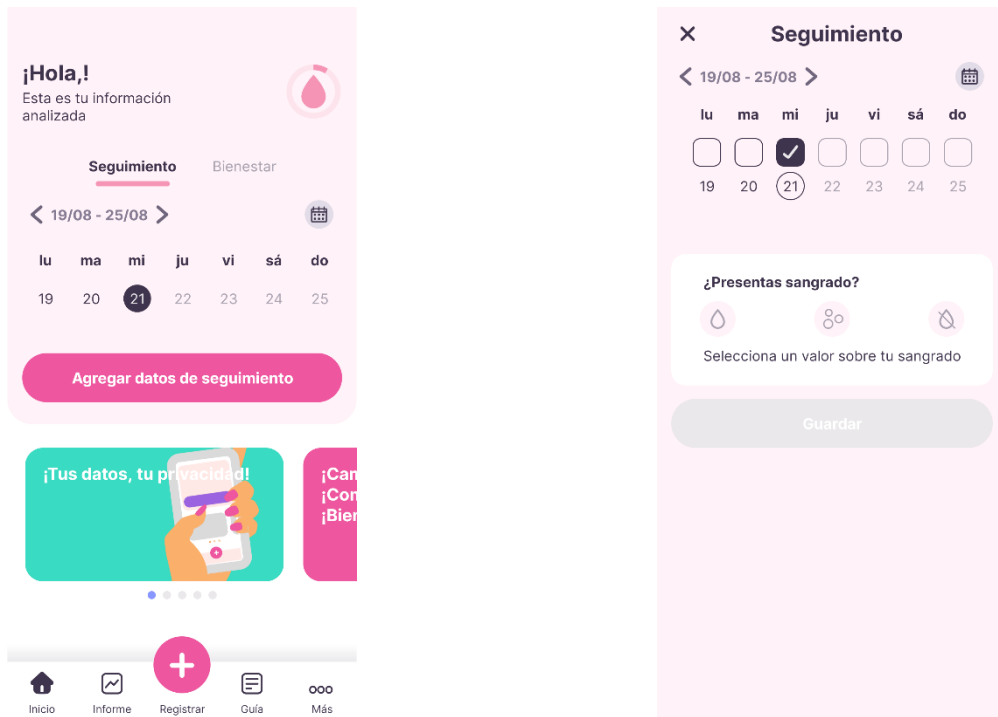 ¡Hola,!
Esta es tu información
analizada
Seguimiento Bienestar
19/08 - 25/08
lu ma mi ju vi sá do
19 20 21 22 23 24 25
Agregar datos de seguimiento
¡Tus datos, tu privacidad!
Inicio Informe Registrar Guía Más
Seguimiento
19/08 - 25/08
lu ma mi ju vi sá do
19 20 21 22 23 24 25
¿Presentas sangrado?
Selecciona un valor sobre tu sangrado
Guardar